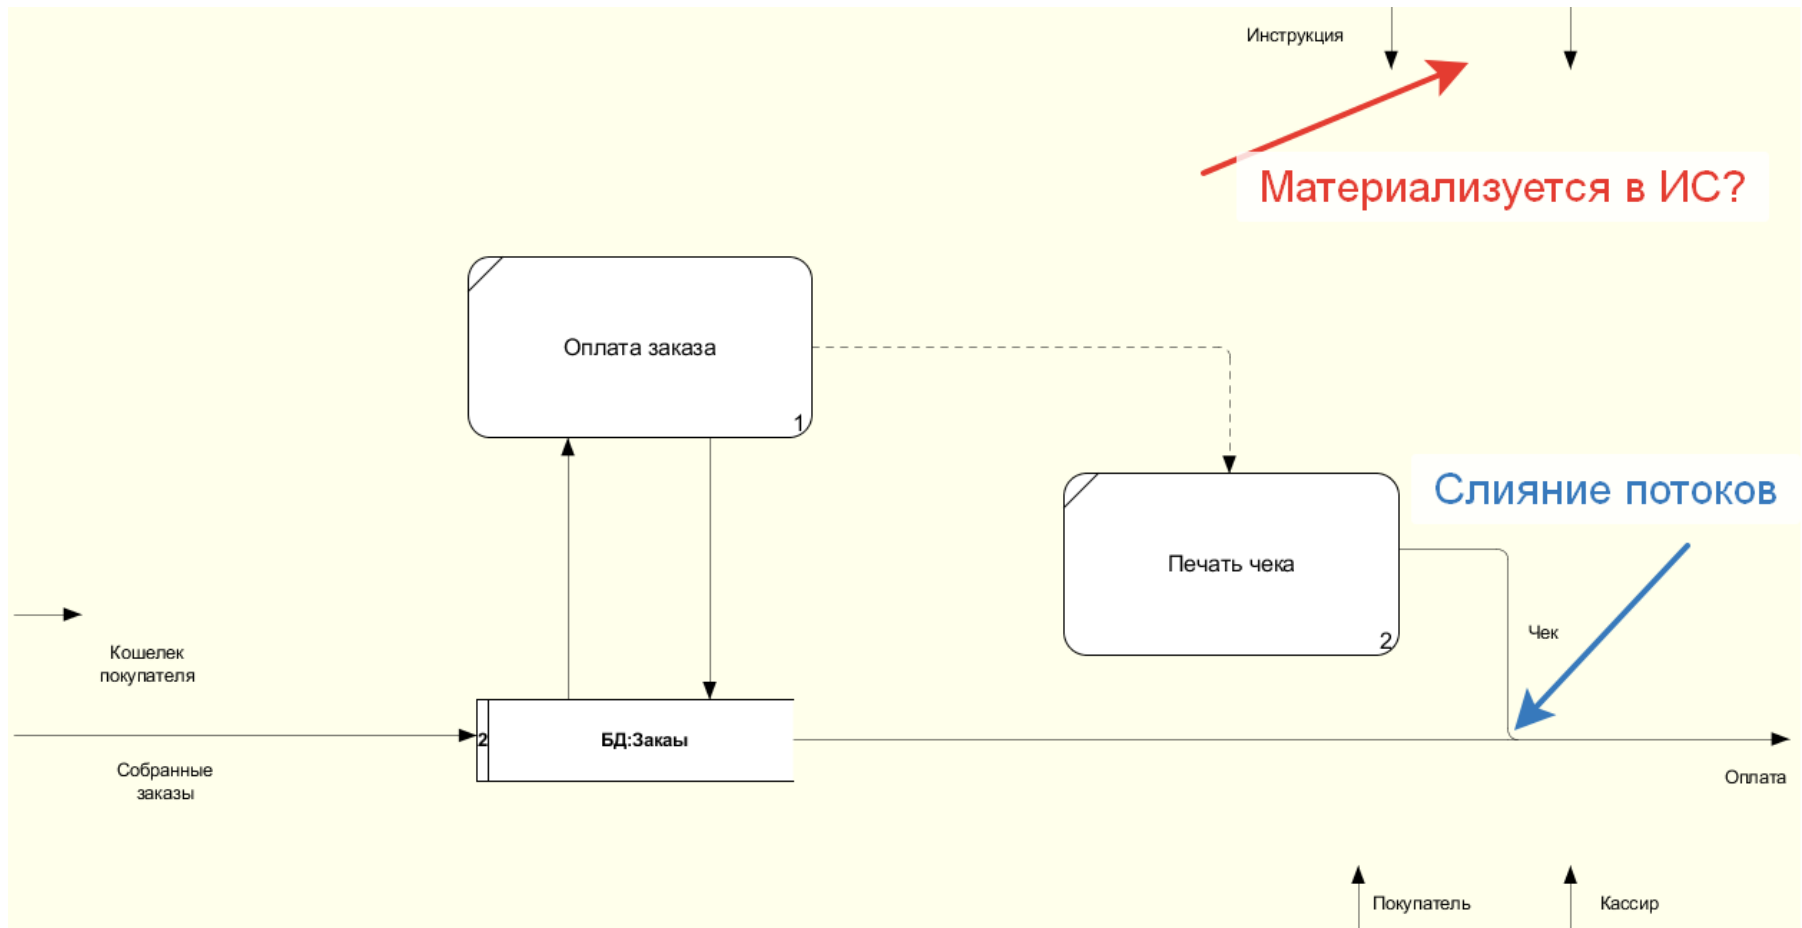 Инструкция
Материализуется в ИС?
Оплата заказа
1
Слияние потоков
Печать чека
2
Чек
Кошелек
покупателя
2
БД:Закаы
Собранные
заказы
Оплата
Покупатель
Кассир